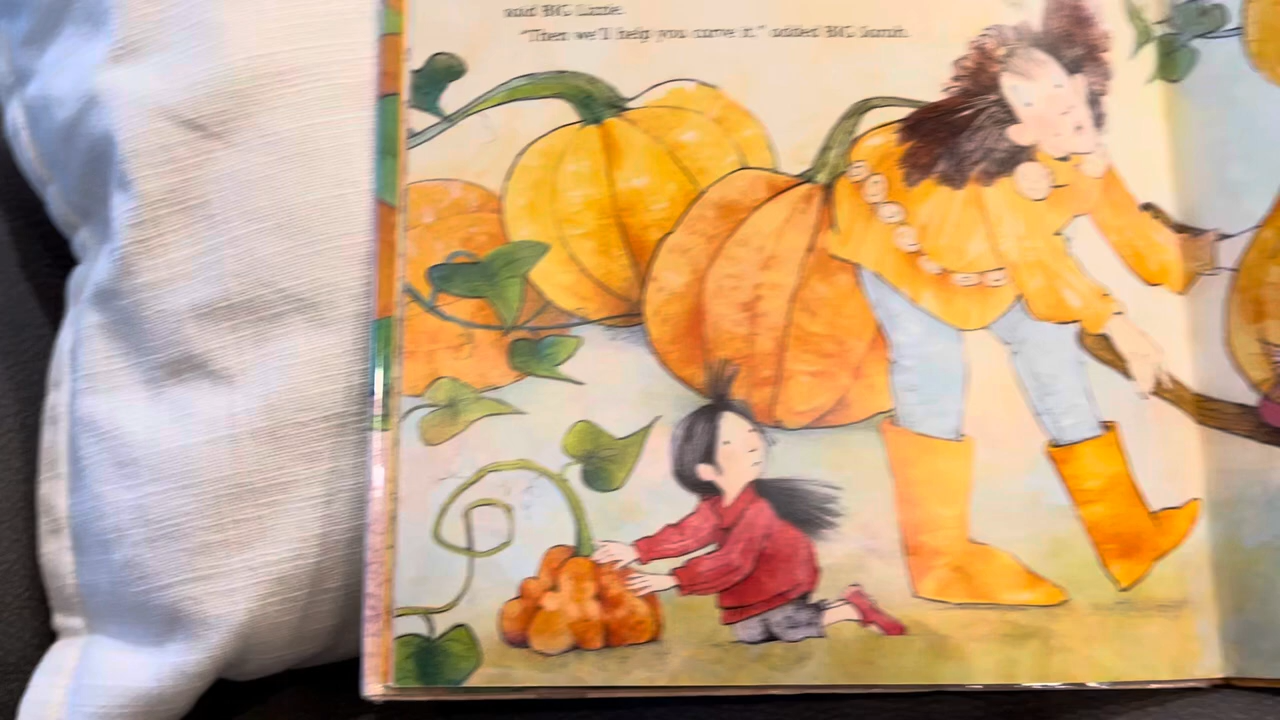 said BIG Lizzie.
"Then we'll help you carve it," added BIG Sarah.